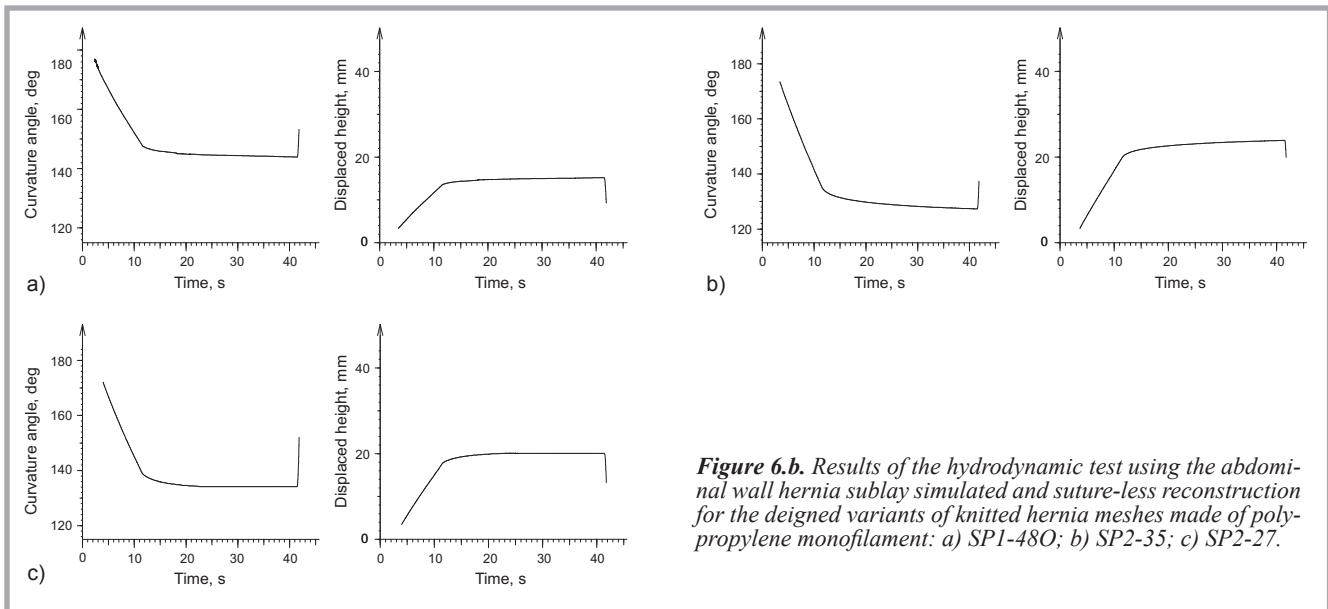 Curvature angle, deg
180
160
140
120
0 10 20 30 40
Time, s
a)
Displaced height, mm
40
20
0
0 10 20 30 40
Time, s
Curvature angle, deg
180
160
140
120
0 10 20 30 40
Time, s
b)
Displaced height, mm
40
20
0
0 10 20 30 40
Time, s
Curvature angle, deg
180
160
140
120
0 10 20 30 40
Time, s
c)
Displaced height, mm
40
20
0
0 10 20 30 40
Time, s
Figure 6.b. Results of the hydrodynamic test using the abdomi-
nal wall hernia sublay simulated and suture-less reconstruction
for the deigned variants of knitted hernia meshes made of poly-
propylene monofilament: a) SP1-48O; b) SP2-35; c) SP2-27.